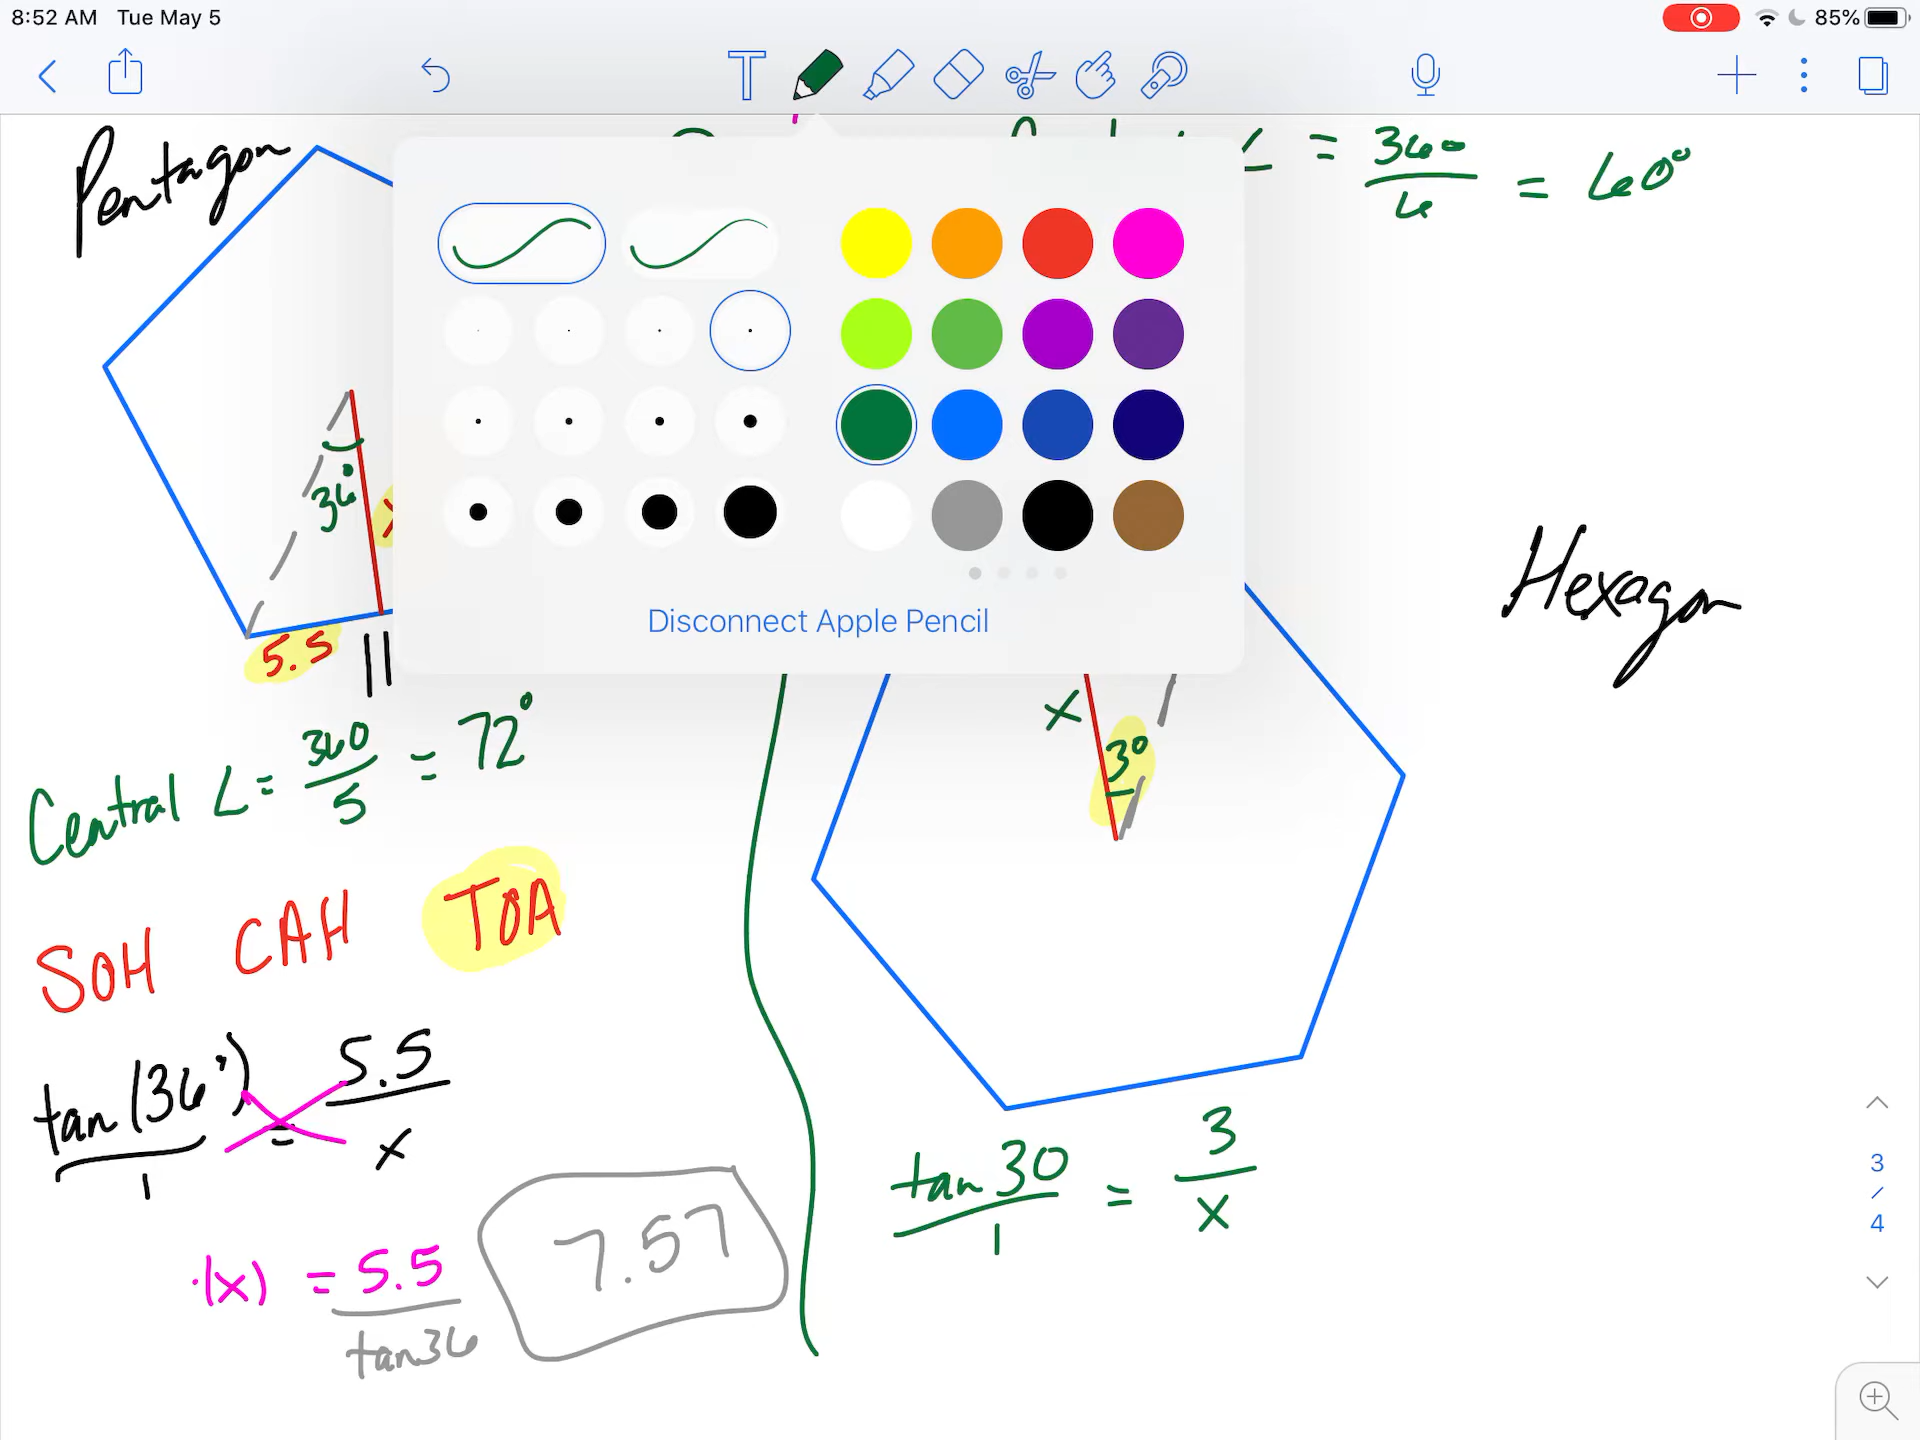 8:52 AM Tue May 5
85%
T
Pentagon
∠ = 360/6 = 60°
36°
5.5
11
Disconnect Apple Pencil
Hexagon
x
30
Central ∠ = 360/5 = 72°
SOH CAH TOA
tan(36°)/1 = 5.5/x
·(x) = 5.5/tan36
7.57
tan 30/1 = 3/x
3
/
4